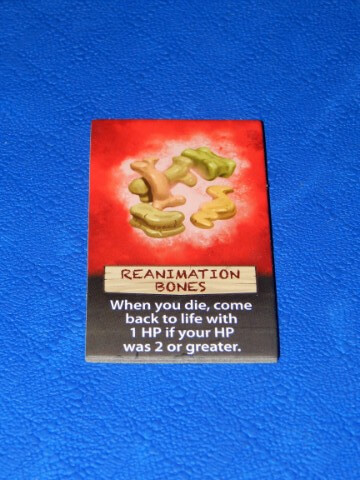 REANIMATION
BONES
When you die, come
back to life with
1 HP if your HP
was 2 or greater.